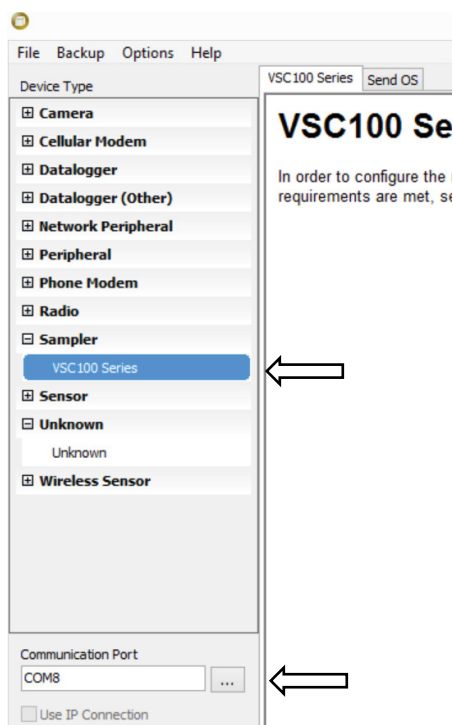 File Backup Options Help
Device Type
Camera
Cellular Modem
Datalogger
Datalogger (Other)
Network Peripheral
Peripheral
Phone Modem
Radio
Sampler
VSC100 Series
Sensor
Unknown
Unknown
Wireless Sensor
Communication Port
COM8
...
Use IP Connection
VSC100 Series Send OS
VSC100 Se
In order to configure the
requirements are met, se